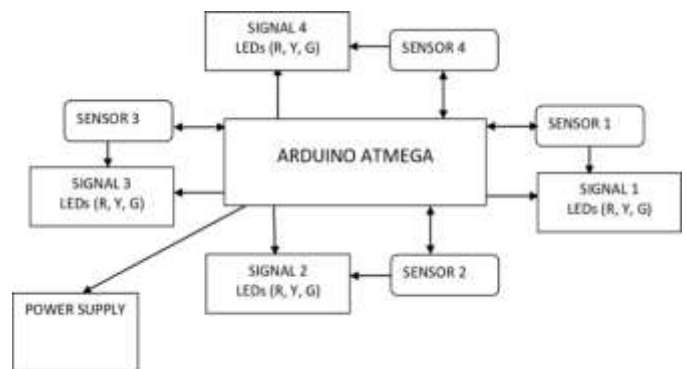 SIGNAL 4
LEDs (R, Y, G)
SENSOR 4
SENSOR 3
SENSOR 1
ARDUINO ATMEGA
SIGNAL 3
LEDs (R, Y, G)
SIGNAL 1
LEDs (R, Y, G)
SIGNAL 2
LEDs (R, Y, G)
SENSOR 2
POWER SUPPLY